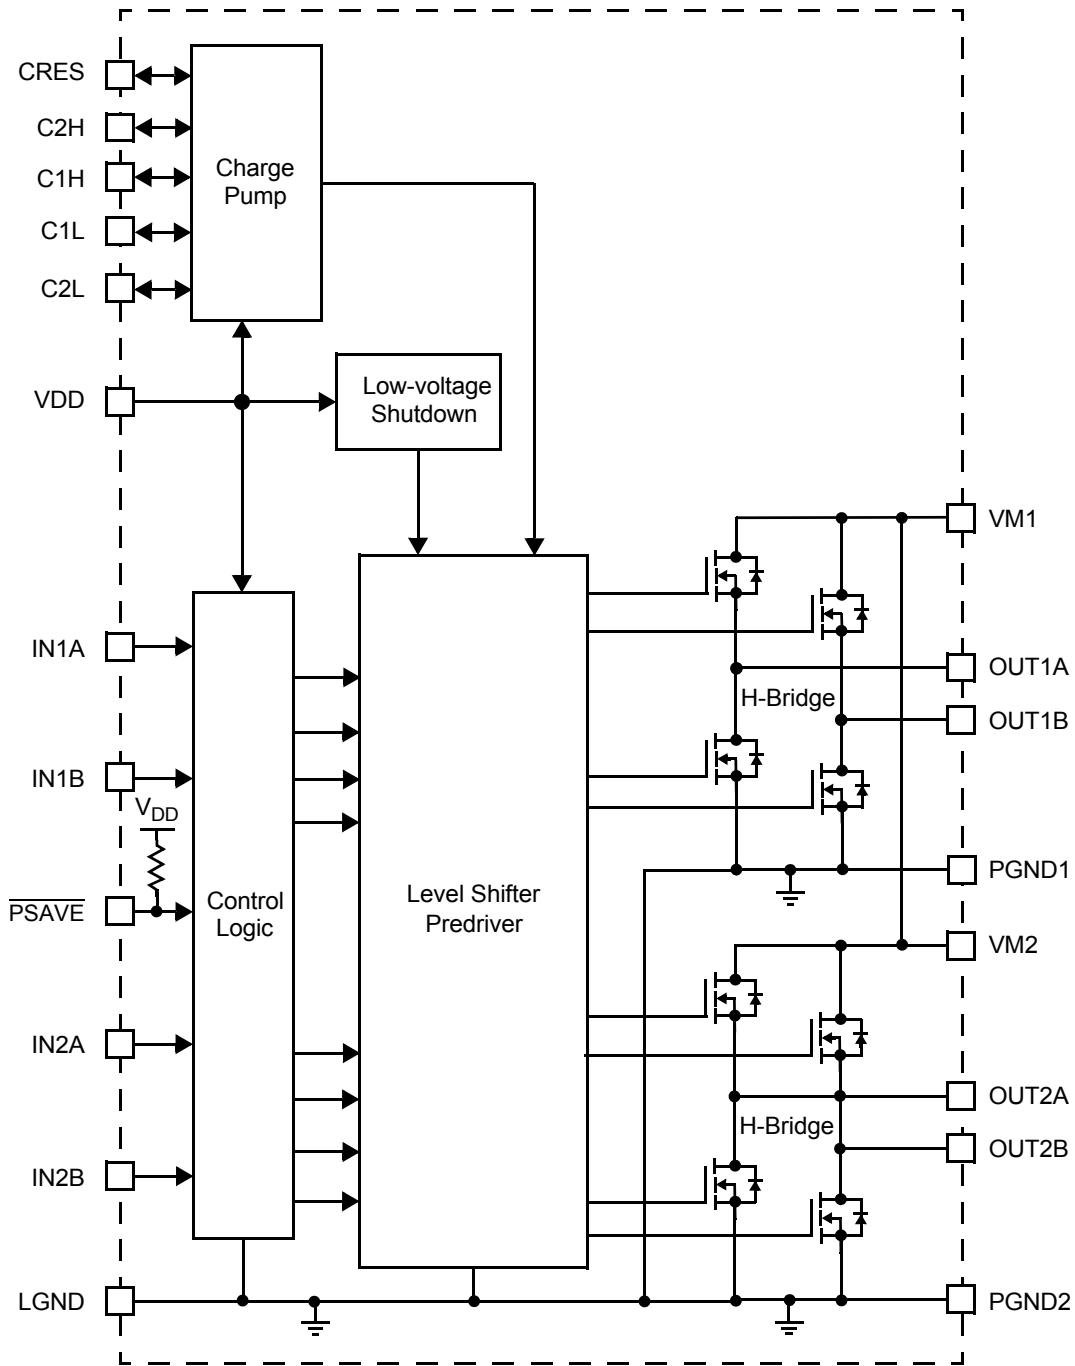 CRES
C2H
C1H
C1L
C2L
Charge
Pump
VDD
Low-voltage
Shutdown
VM1
IN1A
OUT1A
H-Bridge
OUT1B
IN1B
VDD
PGND1
PSAVE
Control
Logic
Level Shifter
Predriver
VM2
IN2A
OUT2A
H-Bridge
OUT2B
IN2B
LGND
PGND2